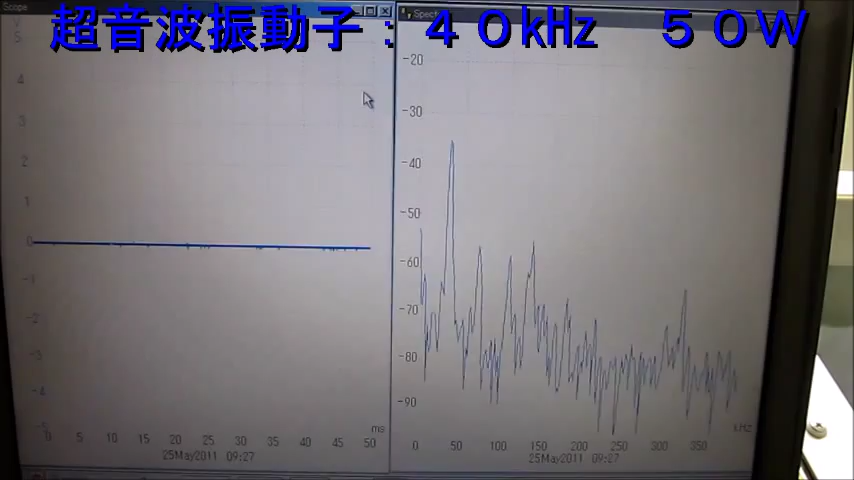 Scope
Spect
超音波振動子：４０kHz　５０W
V
5
4
3
2
1
0
-1
-2
-3
-4
-5
0 5 10 15 20 25 30 35 40 45 50
ms
25May2011 09:27
-20
-30
-40
-50
-60
-70
-80
-90
kHz
0 50 100 150 200 250 300 350
25May2011 09:27